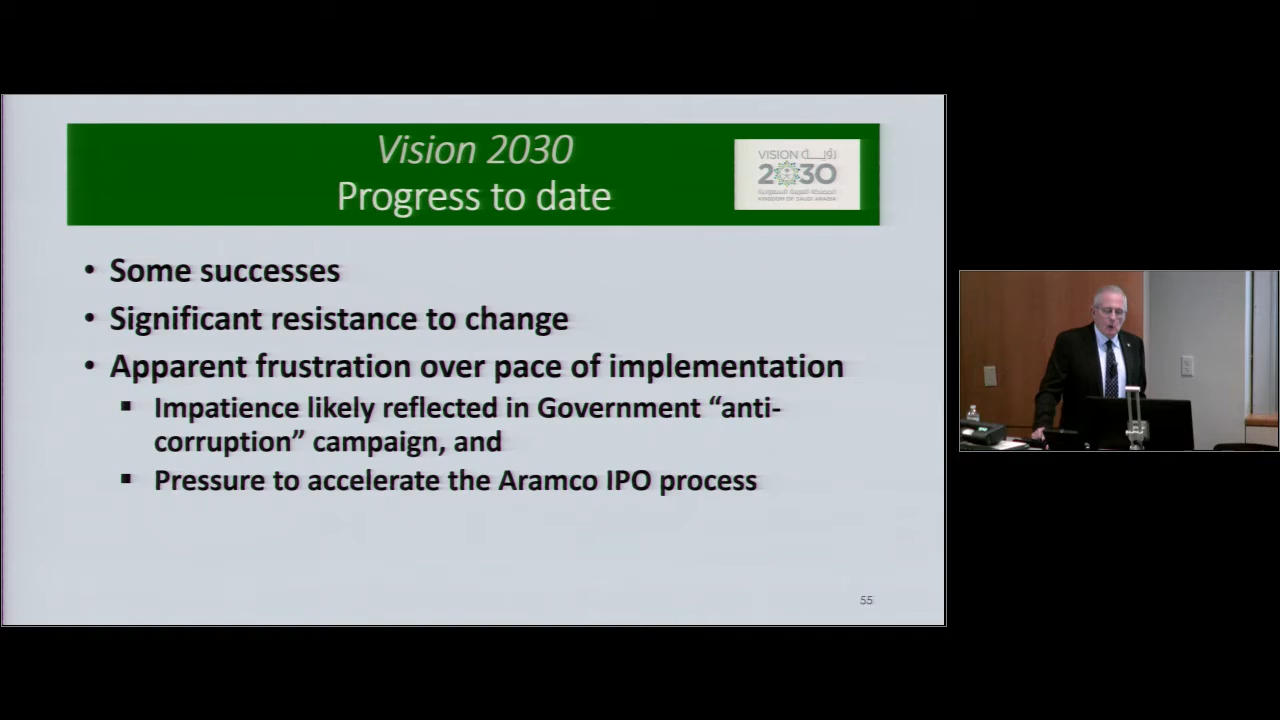 Vision 2030
Progress to date
VISION رؤية
2030
المملكة العربية السعودية
KINGDOM OF SAUDI ARABIA
• Some successes
• Significant resistance to change
• Apparent frustration over pace of implementation
▪ Impatience likely reflected in Government “anti-
corruption” campaign, and
▪ Pressure to accelerate the Aramco IPO process
55